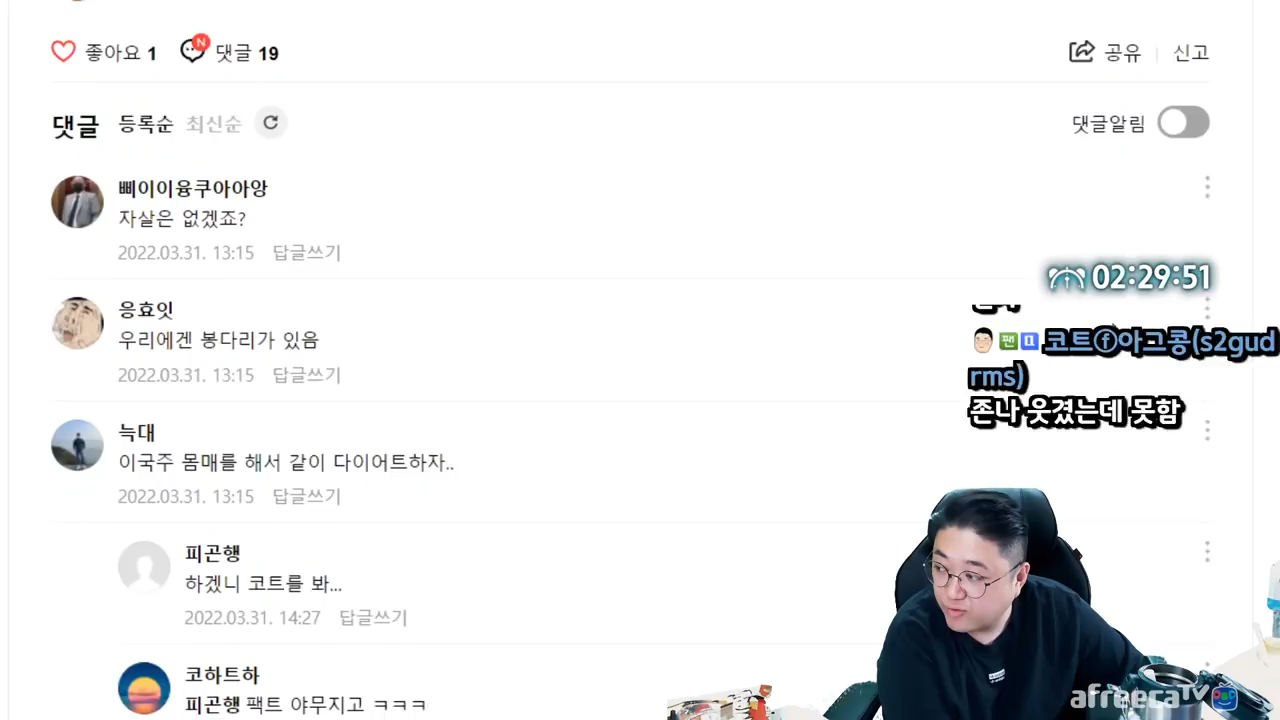 좋아요 1 N 댓글 19
공유 신고
댓글 등록순 최신순
댓글알림
삐이이융쿠아아앙
자살은 없겠죠?
2022.03.31. 13:15 답글쓰기
응효잇
우리에겐 봉다리가 있음
2022.03.31. 13:15 답글쓰기
늑대
이국주 몸매를 해서 같이 다이어트하자..
2022.03.31. 13:15 답글쓰기
피곤행
하겠니 코트를 봐...
2022.03.31. 14:27 답글쓰기
코하트하
피곤행 팩트 야무지고 ㅋㅋㅋ
02:29:51
팬 코트ⓕ아그콩(s2gud
rms)
존나 웃겼는데 못함
afreecaTV